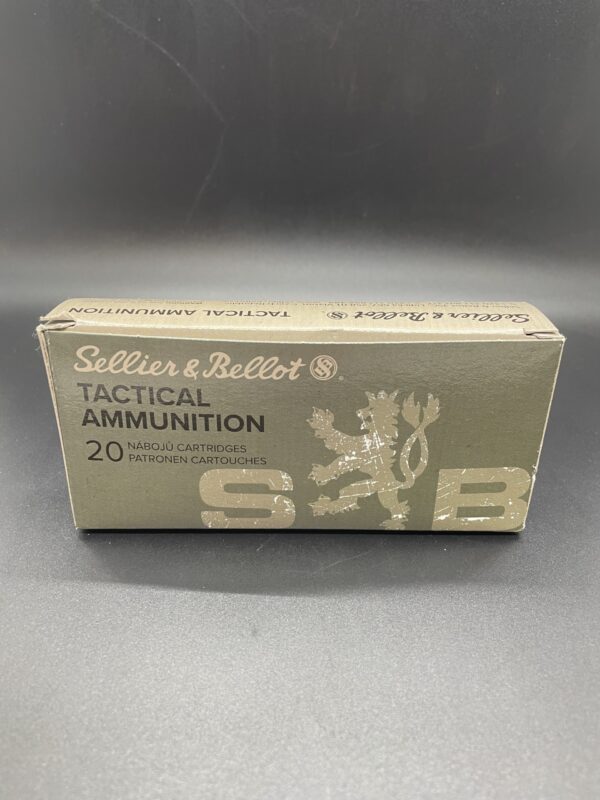 Sellier & Bellot
TACTICAL AMMUNITION
Sellier & Bellot ®
TACTICAL
AMMUNITION
20 NÁBOJŮ CARTRIDGES
PATRONEN CARTOUCHES
S B